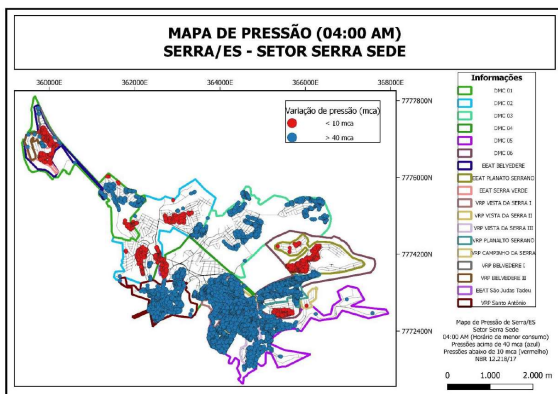 MAPA DE PRESSÃO (04:00 AM)
SERRA/ES - SETOR SERRA SEDE
360000E
362000E
364000E
366000E
368000E
7777800N
7776000N
7774200N
7772400N
Variação de pressão (mca)
< 10 mca
> 40 mca
Informações
DMC 01
DMC 02
DMC 03
DMC 04
DMC 05
DMC 06
EEAT BELVEDERE
EEAT PLANALTO SERRANO
EEAT SERRA VERDE
VRP VISTA DA SERRA I
VRP VISTA DA SERRA II
VRP VISTA DA SERRA III
VRP PLANALTO SERRANO
VRP CAMPINHO DA SERRA
VRP BELVEDERE I
VRP BELVEDERE II
EEAT São Judas Tadeu
VRP Santo Antônio
Mapa de Pressão de Serra/ES
Setor Serra Sede
04:00 AM (Horário de menor consumo)
Pressões acima de 40 mca (azul)
Pressões abaixo de 10 mca (vermelho)
NBR 12.218/17
0 1.000 2.000 m